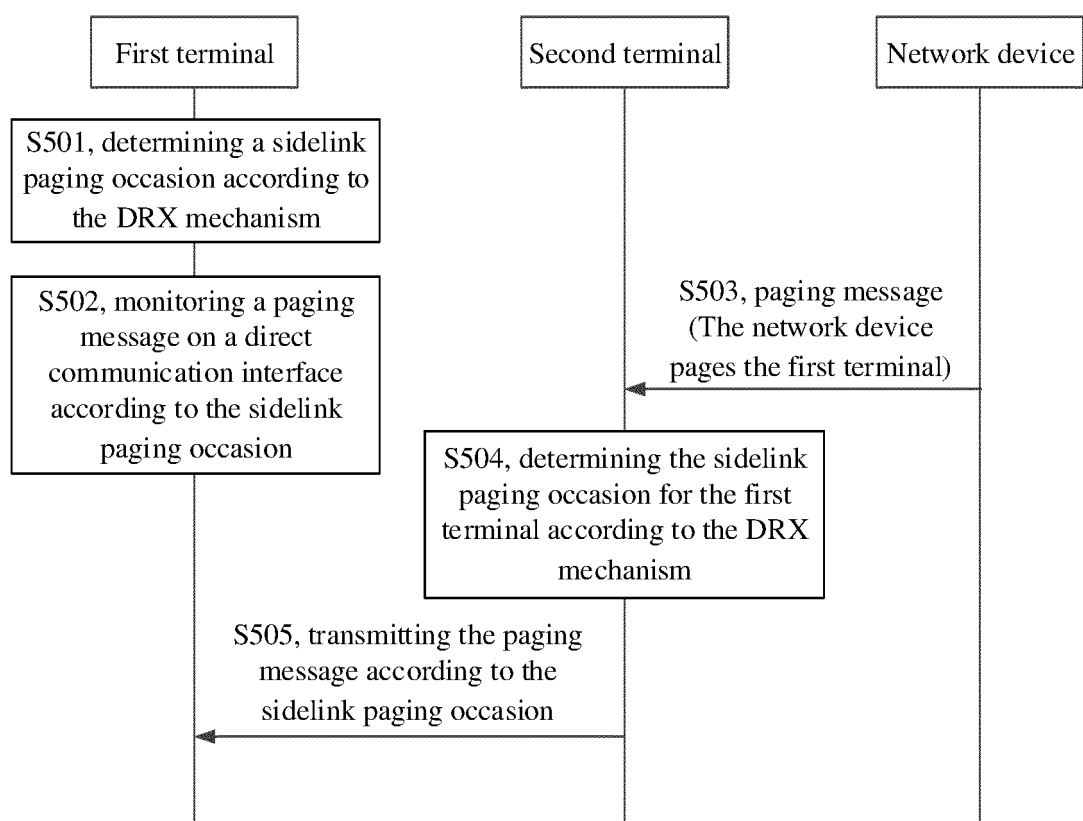 First terminal
Second terminal
Network device
S501, determining a sidelink
paging occasion according to
the DRX mechanism
S502, monitoring a paging
message on a direct
communication interface
according to the sidelink
paging occasion
S503, paging message
(The network device
pages the first terminal)
S504, determining the sidelink
paging occasion for the first
terminal according to the DRX
mechanism
S505, transmitting the paging
message according to the
sidelink paging occasion